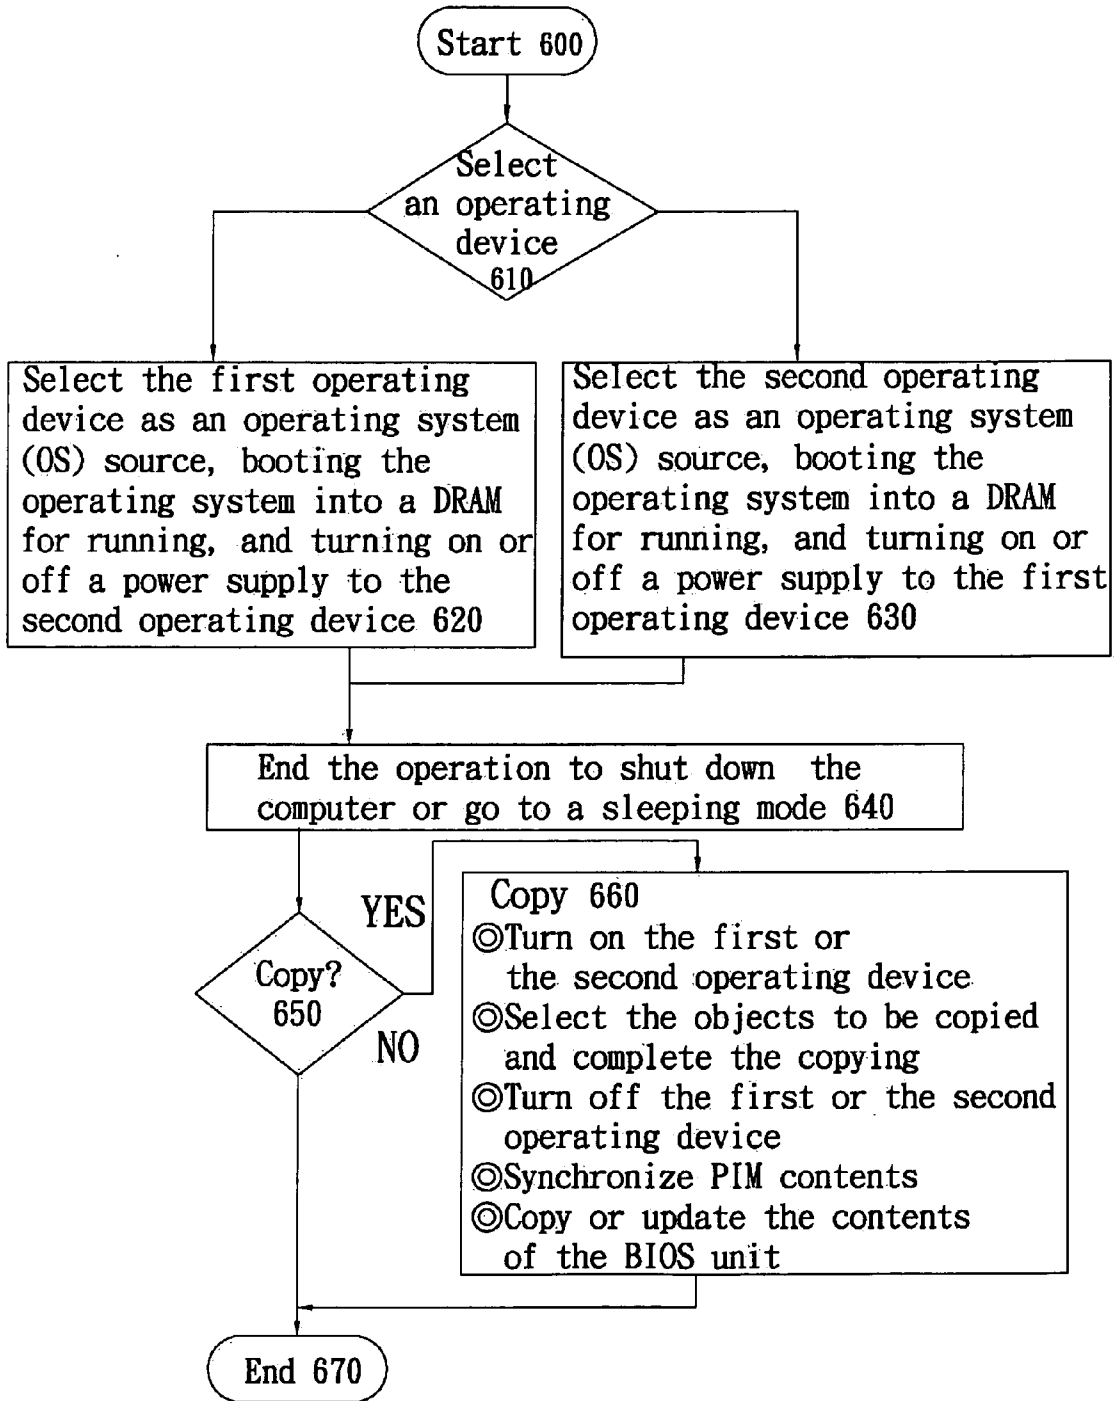 Start 600
Select
an operating
device
610
Select the first operating
device as an operating system
(OS) source, booting the
operating system into a DRAM
for running, and turning on or
off a power supply to the
second operating device 620
Select the second operating
device as an operating system
(OS) source, booting the
operating system into a DRAM
for running, and turning on or
off a power supply to the first
operating device 630
End the operation to shut down the
computer or go to a sleeping mode 640
Copy?
650
YES
NO
Copy 660
◎Turn on the first or
the second operating device
◎Select the objects to be copied
and complete the copying
◎Turn off the first or the second
operating device
◎Synchronize PIM contents
◎Copy or update the contents
of the BIOS unit
End 670